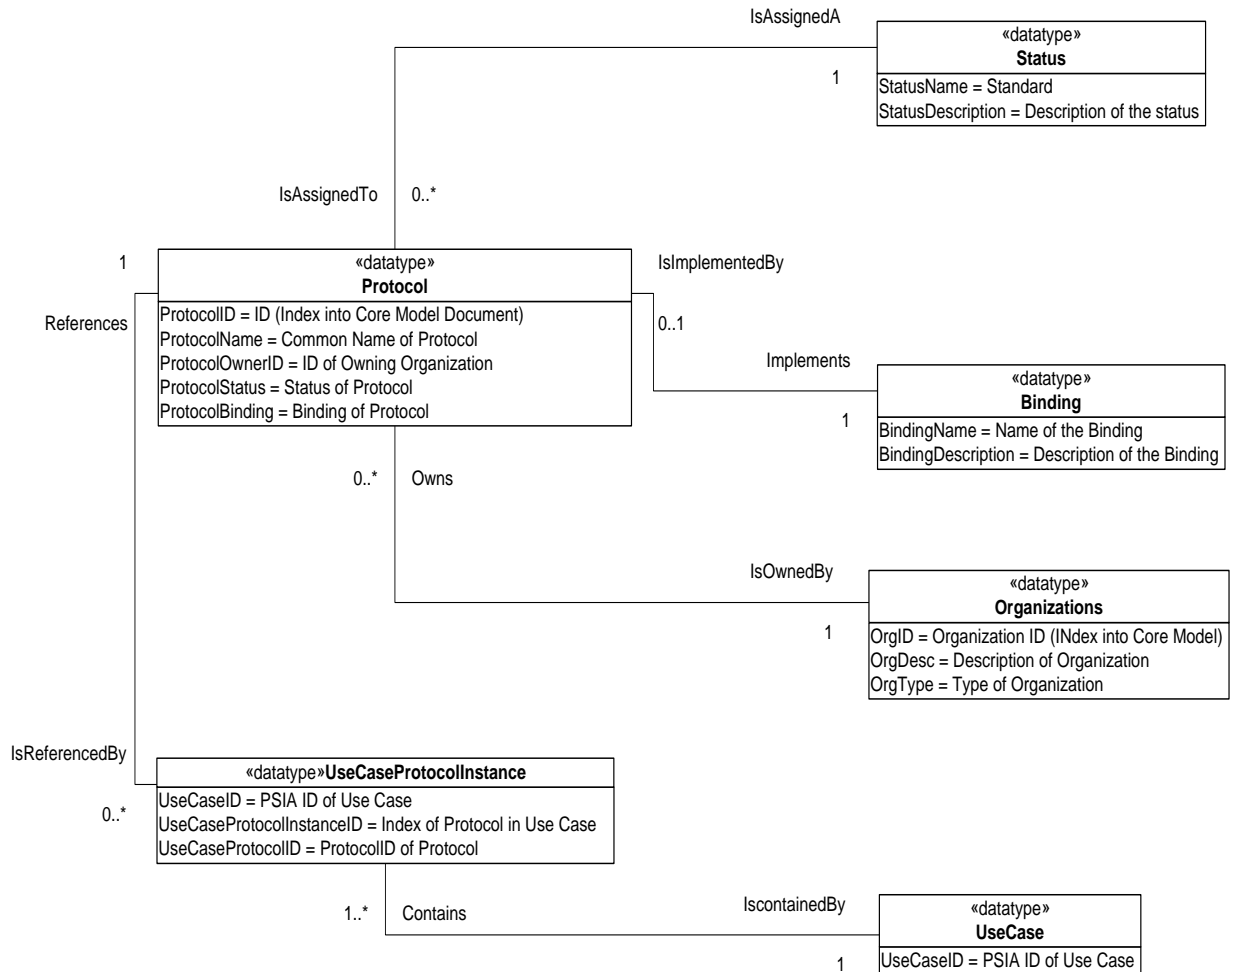 IsAssignedA
«datatype»
Status
1
StatusName = Standard
StatusDescription = Description of the status
IsAssignedTo
0..*
1
«datatype»
Protocol
IsImplementedBy
References
ProtocolID = ID (Index into Core Model Document)
ProtocolName = Common Name of Protocol
ProtocolOwnerID = ID of Owning Organization
ProtocolStatus = Status of Protocol
ProtocolBinding = Binding of Protocol
0..1
Implements
«datatype»
Binding
1
BindingName = Name of the Binding
BindingDescription = Description of the Binding
0..*
Owns
IsOwnedBy
«datatype»
Organizations
1
OrgID = Organization ID (INdex into Core Model)
OrgDesc = Description of Organization
OrgType = Type of Organization
IsReferencedBy
«datatype»UseCaseProtocolInstance
0..*
UseCaseID = PSIA ID of Use Case
UseCaseProtocolInstanceID = Index of Protocol in Use Case
UseCaseProtocolID = ProtocolID of Protocol
1..*
Contains
IscontainedBy
«datatype»
UseCase
1
UseCaseID = PSIA ID of Use Case